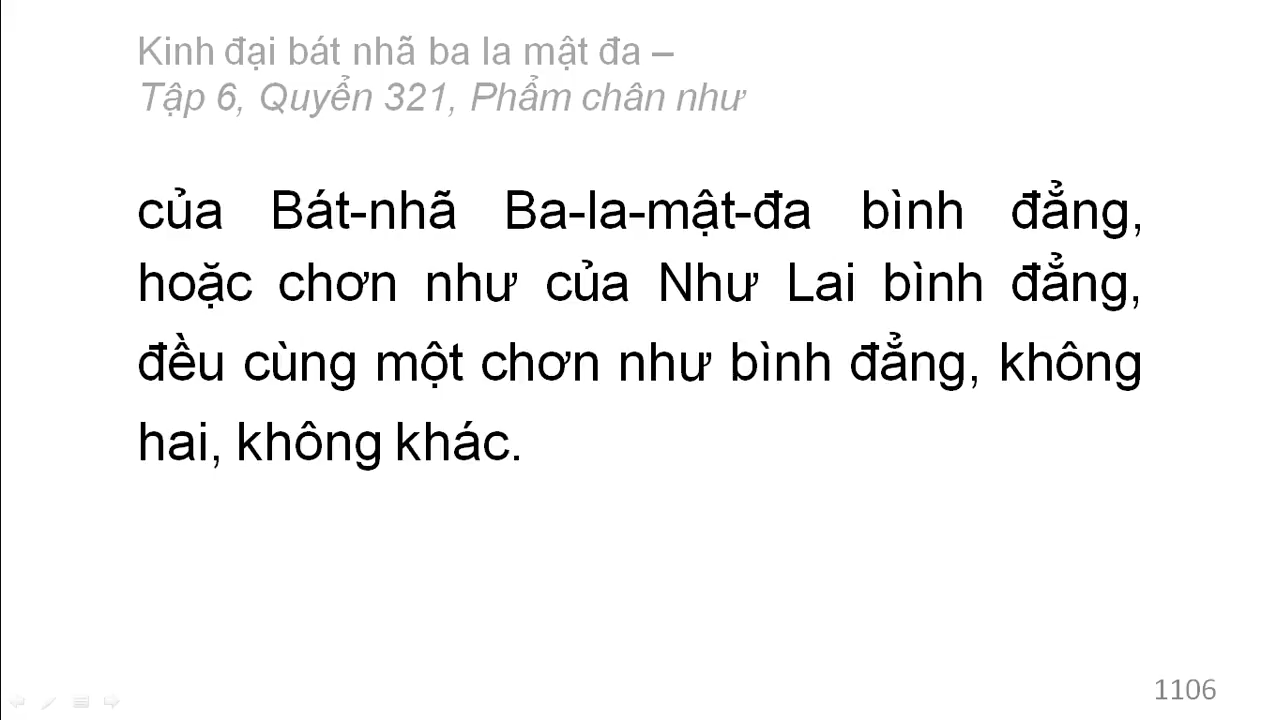 Kinh đại bát nhã ba la mật đa –
Tập 6, Quyển 321, Phẩm chân như
của Bát-nhã Ba-la-mật-đa bình đẳng,
hoặc chơn như của Như Lai bình đẳng,
đều cùng một chơn như bình đẳng, không
hai, không khác.
1106